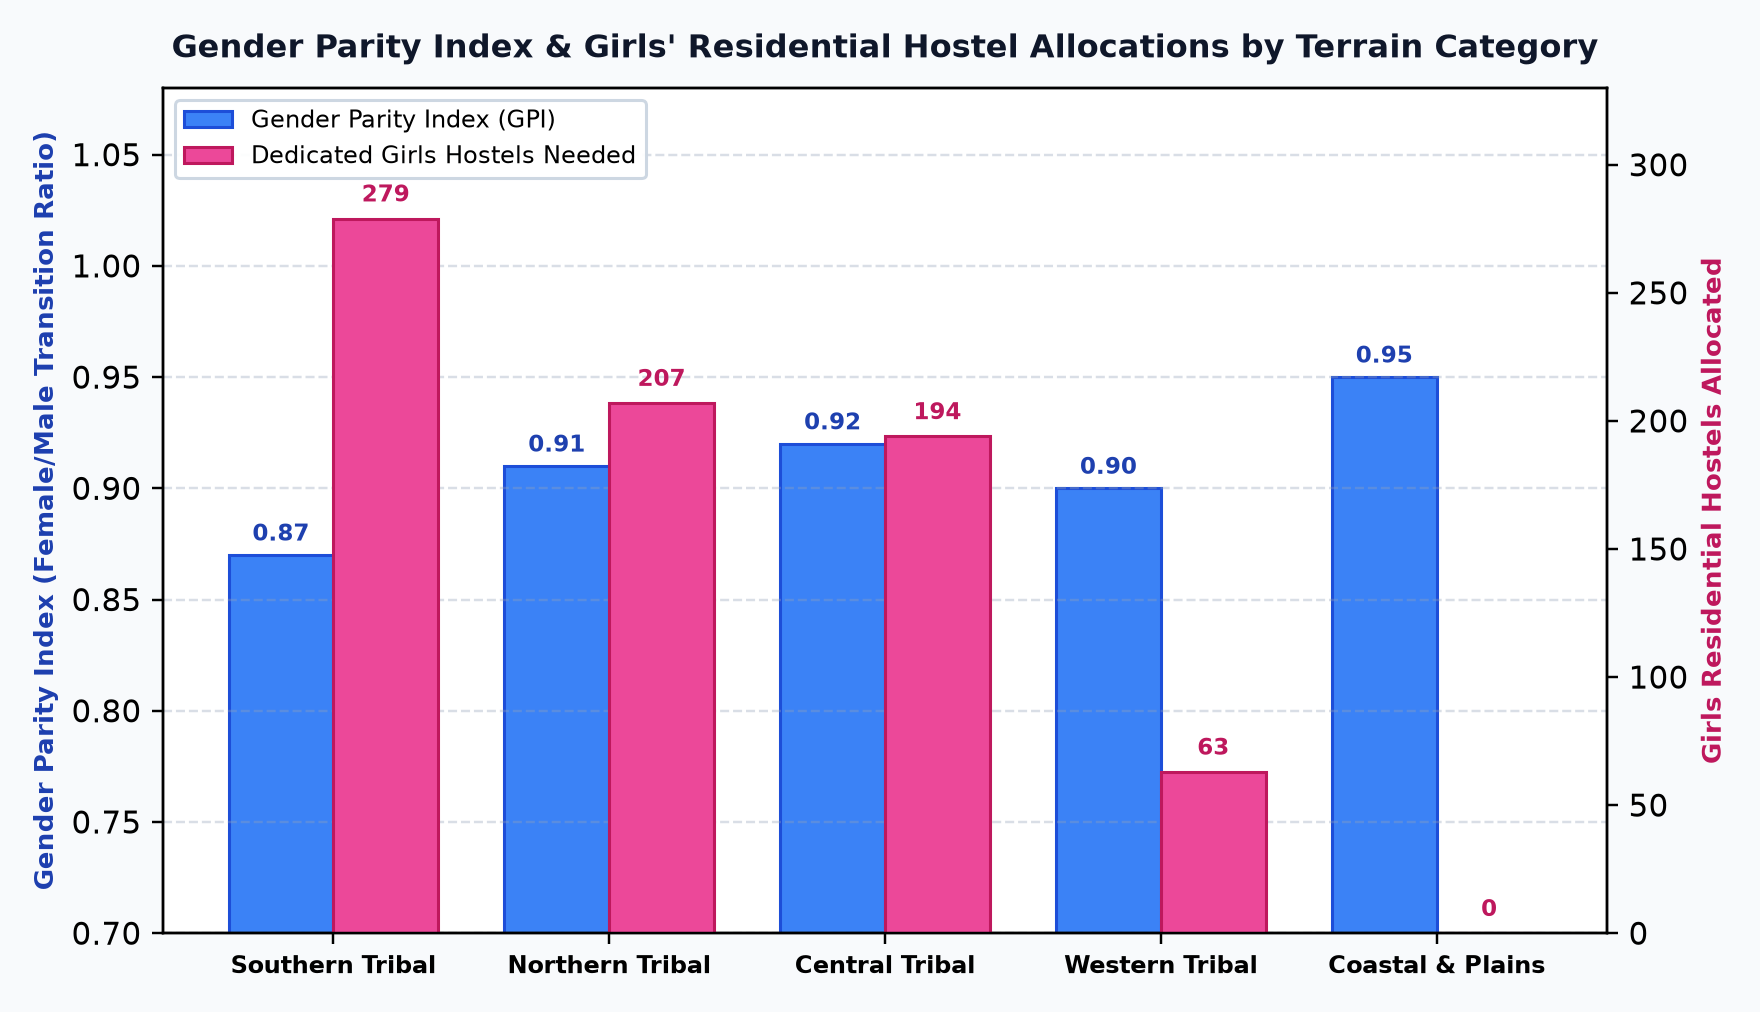 Gender Parity Index & Girls' Residential Hostel Allocations by Terrain Category
Gender Parity Index (GPI)
Dedicated Girls Hostels Needed
Gender Parity Index (Female/Male Transition Ratio)
1.05
1.00
0.95
0.90
0.85
0.80
0.75
0.70
279
0.87
0.91
207
0.92
194
0.90
63
0.95
0
300
250
200
150
100
50
0
Girls Residential Hostels Allocated
Southern Tribal
Northern Tribal
Central Tribal
Western Tribal
Coastal & Plains